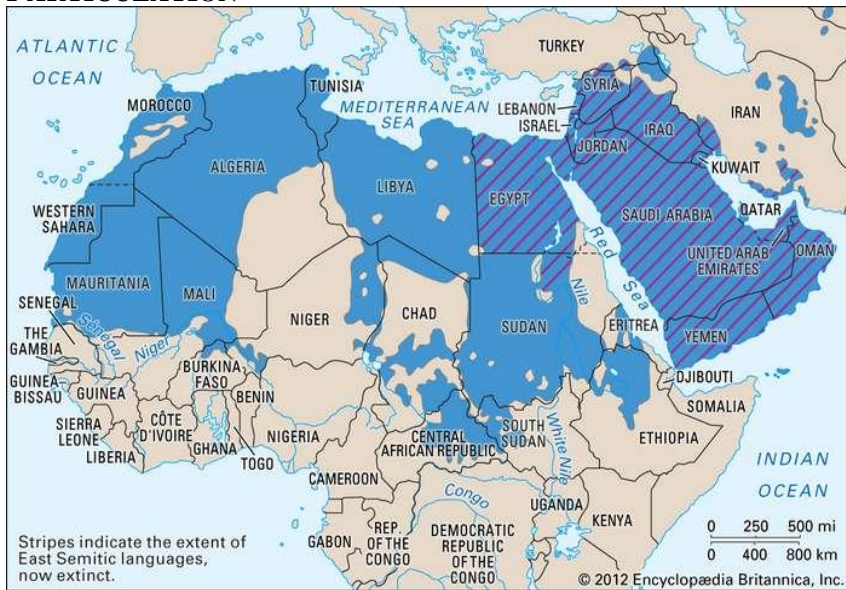 ATLANTIC
OCEAN
TURKEY
TUNISIA
MOROCCO
MEDITERRANEAN
SEA
SYRIA
LEBANON
ISRAEL
IRAQ
IRAN
JORDAN
ALGERIA
LIBYA
EGYPT
KUWAIT
WESTERN
SAHARA
SAUDI ARABIA
QATAR
Red
Sea
UNITED ARAB
EMIRATES
OMAN
MAURITANIA
MALI
NIGER
CHAD
SUDAN
Nile
ERITREA
YEMEN
SENEGAL
Sénégal
THE
GAMBIA
Niger
GUINEA-
BISSAU
GUINEA
BURKINA
FASO
BENIN
DJIBOUTI
SOMALIA
SIERRA
LEONE
CÔTE
D'IVOIRE
LIBERIA
GHANA
TOGO
NIGERIA
CENTRAL
AFRICAN REPUBLIC
SOUTH
SUDAN
White Nile
ETHIOPIA
CAMEROON
INDIAN
OCEAN
Congo
UGANDA
KENYA
GABON
REP.
OF THE
CONGO
DEMOCRATIC
REPUBLIC
OF THE
CONGO
Stripes indicate the extent of
East Semitic languages,
now extinct.
0 250 500 mi
0 400 800 km
© 2012 Encyclopædia Britannica, Inc.